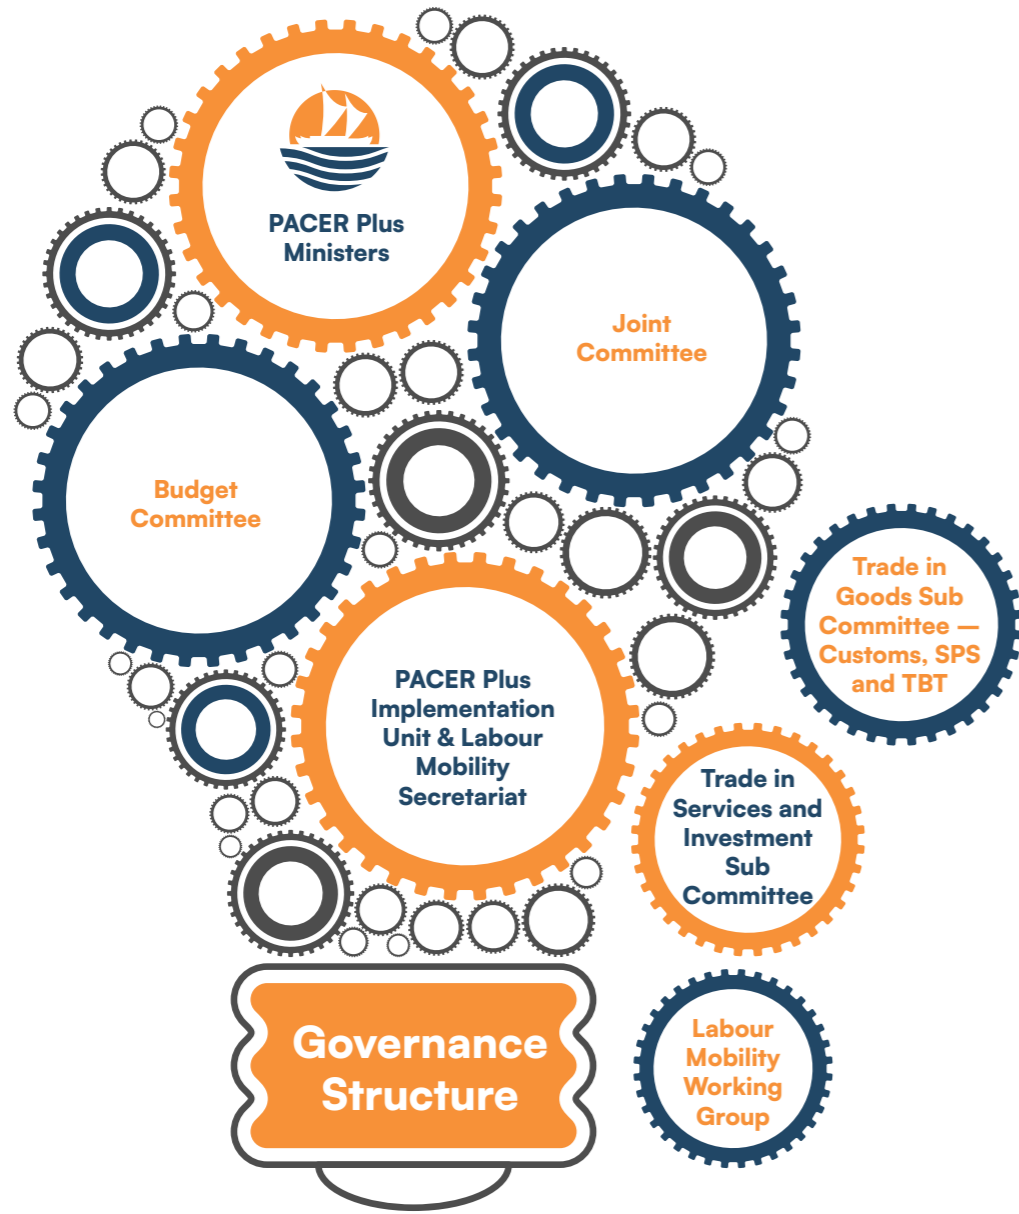 PACER Plus
Ministers
Joint
Committee
Budget
Committee
Trade in
Goods Sub
Committee —
Customs, SPS
and TBT
PACER Plus
Implementation
Unit & Labour
Mobility
Secretariat
Trade in
Services and
Investment
Sub
Committee
Governance
Structure
Labour
Mobility
Working
Group